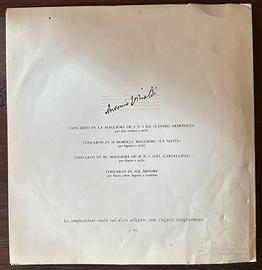 Antonio Vivaldi
CONCERTO IN LA MAGGIORE OP. 3 N. 5 DA «L'ESTRO ARMONICO»
per due violini e archi
CONCERTO IN SI BEMOLLE MAGGIORE «LA NOTTE»
per fagotto e archi
CONCERTO IN RE MAGGIORE OP. 10 N. 3 «DEL GARDELLINO»
per flauto e archi
CONCERTO IN SOL MINORE
per flauto, oboe, fagotto e cembalo
Le composizioni incise sul disco allegato sono eseguite integralmente
subito